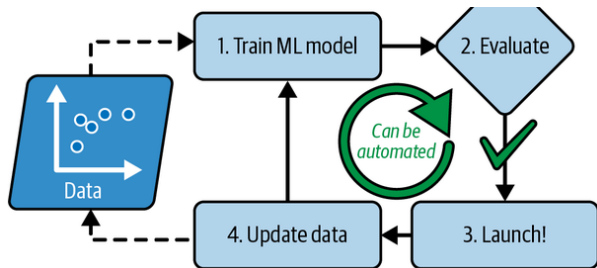 1. Train ML model
2. Evaluate
Can be
automated
Data
4. Update data
3. Launch!